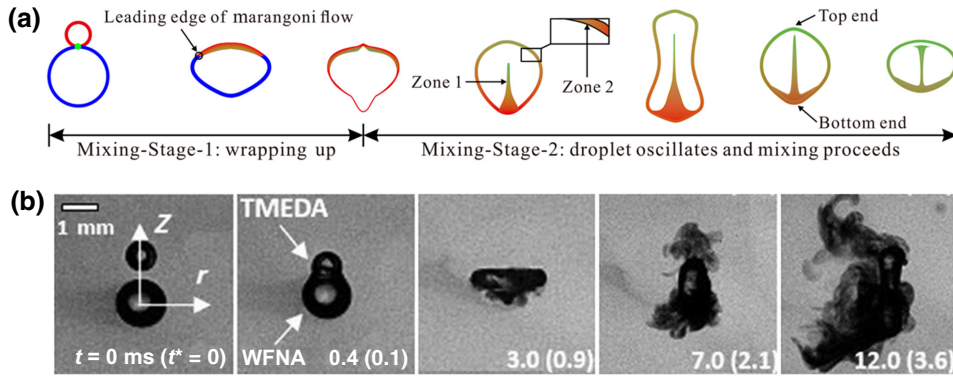 (a)
Leading edge of marangoni flow
Zone 1
Zone 2
Top end
Bottom end
Mixing-Stage-1: wrapping up
Mixing-Stage-2: droplet oscillates and mixing proceeds
(b)
1 mm
Z
r
t = 0 ms (t* = 0)
TMEDA
WFNA
0.4 (0.1)
3.0 (0.9)
7.0 (2.1)
12.0 (3.6)